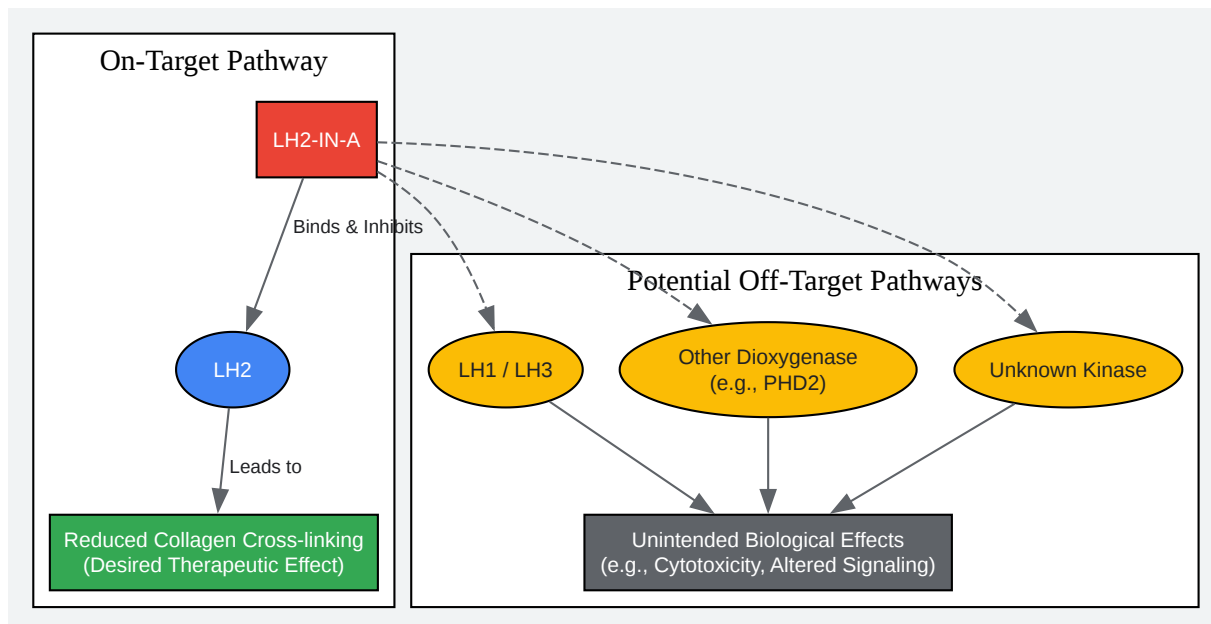 On-Target Pathway
LH2-IN-A
Binds & Inhibits
Potential Off-Target Pathways
LH2
LH1 / LH3
Other Dioxygenase
(e.g., PHD2)
Unknown Kinase
Leads to
Reduced Collagen Cross-linking
(Desired Therapeutic Effect)
Unintended Biological Effects
(e.g., Cytotoxicity, Altered Signaling)